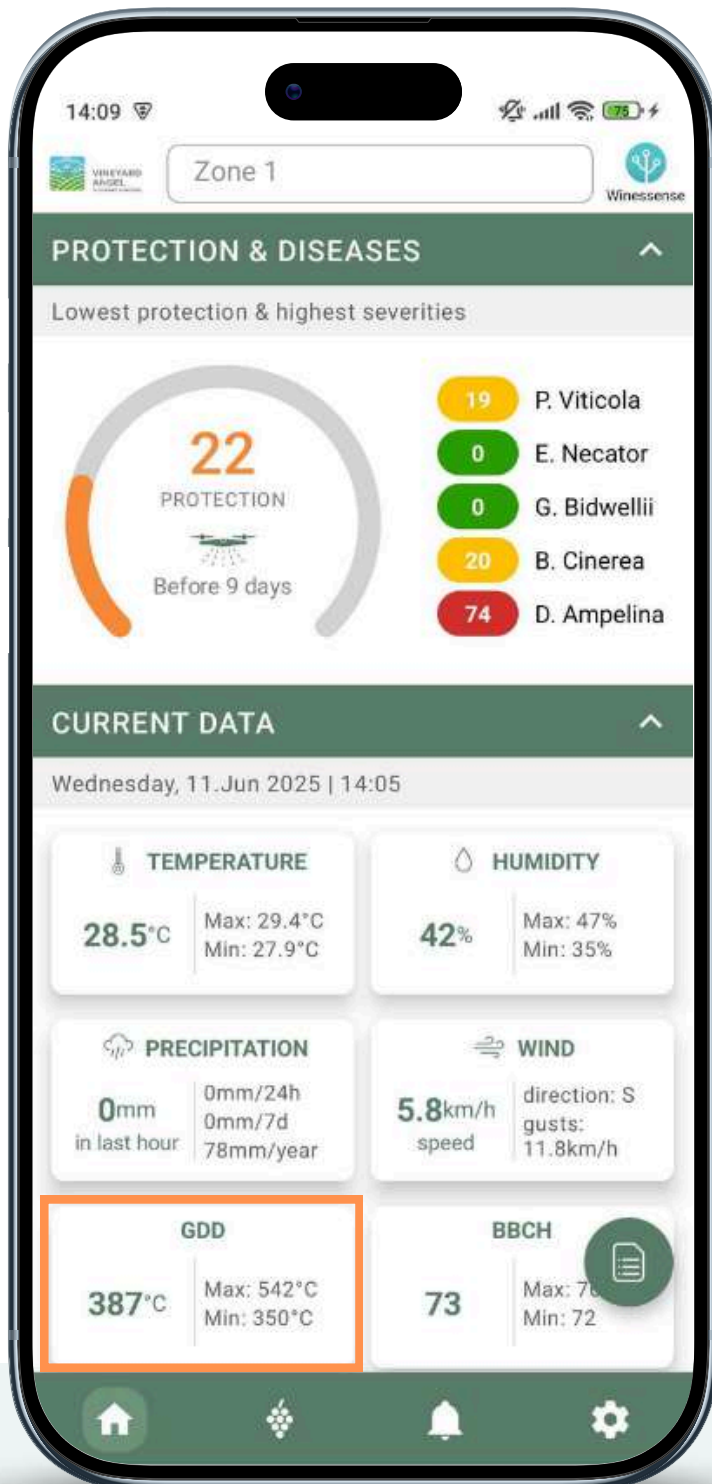 14:09
75
VINEYARD
ANGEL
Zone 1
Winessense
PROTECTION & DISEASES
Lowest protection & highest severities
22
PROTECTION
Before 9 days
19 P. Viticola
0 E. Necator
0 G. Bidwellii
20 B. Cinerea
74 D. Ampelina
CURRENT DATA
Wednesday, 11.Jun 2025 | 14:05
TEMPERATURE
28.5°C
Max: 29.4°C
Min: 27.9°C
HUMIDITY
42%
Max: 47%
Min: 35%
PRECIPITATION
0mm
in last hour
0mm/24h
0mm/7d
78mm/year
WIND
5.8km/h
speed
direction: S
gusts:
11.8km/h
GDD
387°C
Max: 542°C
Min: 350°C
BBCH
73
Max:
Min: 72